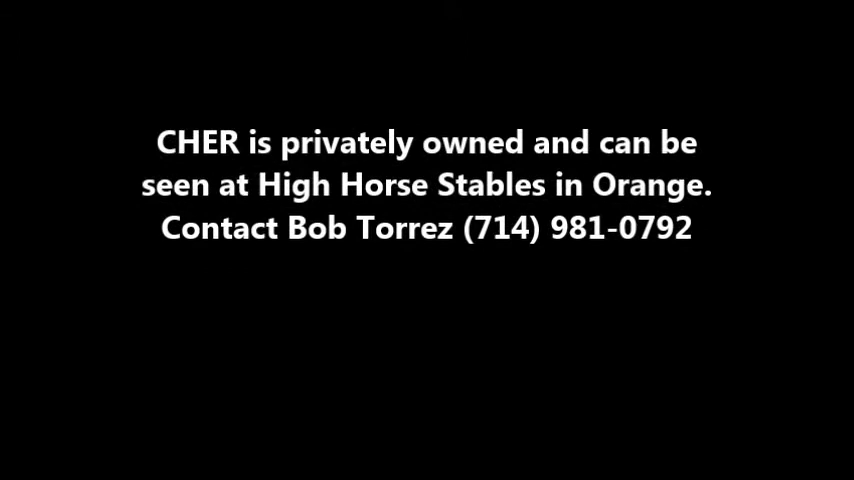 CHER is privately owned and can be
seen at High Horse Stables in Orange.
Contact Bob Torrez (714) 981-0792